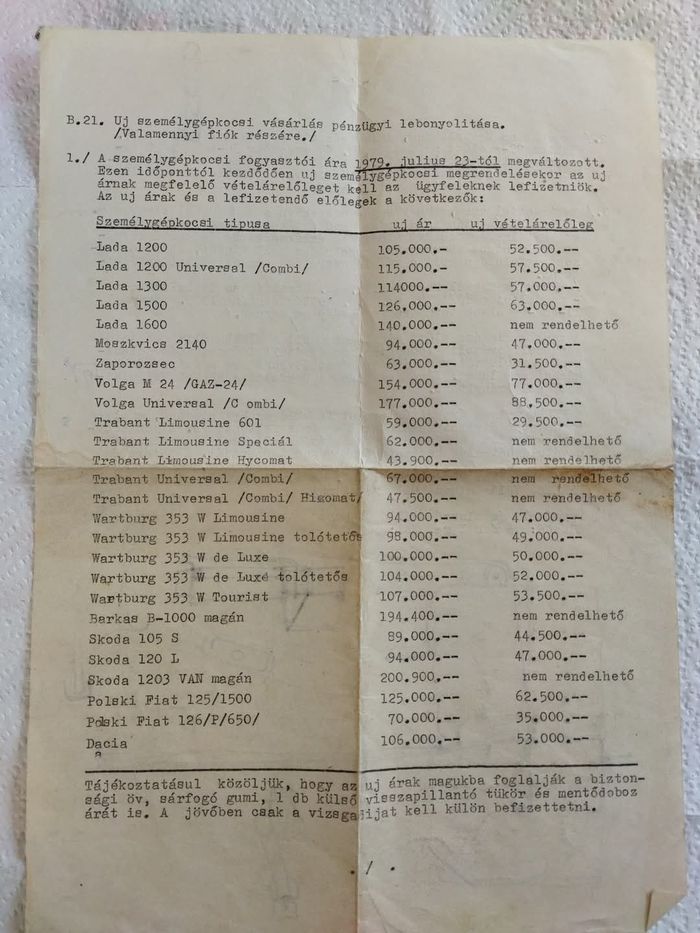 B.21. Uj személygépkocsi vásárlás pénzügyi lebonyolitása.
/Valamennyi fiók részére./
1./ A személygépkocsi fogyasztói ára 1979. julius 23-tól megváltozott.
Ezen időponttól kezdődően uj személygépkocsi megrendelésekor az uj
árnak megfelelő vételárelőleget kell az ügyfeleknek lefizetniök.
Az uj árak és a lefizetendő előlegek a következők:
Személygépkocsi tipusa uj ár uj vételárelőleg
Lada 1200 105.000.- 52.500.--
Lada 1200 Universal /Combi/ 115.000.- 57.500.--
Lada 1300 114000.-- 57.000.--
Lada 1500 126.000.-- 63.000.--
Lada 1600 140.000.-- nem rendelhető
Moszkvics 2140 94.000.-- 47.000.--
Zaporozsec 63.000.-- 31.500.--
Volga M 24 /GAZ-24/ 154.000.-- 77.000.--
Volga Universal /C ombi/ 177.000.-- 88.500.--
Trabant Limousine 601 59.000.-- 29.500.--
Trabant Limousine Speciál 62.000.-- nem rendelhető
Trabant Limousine Hycomat 43.900.-- nem rendelhető
Trabant Universal /Combi/ 67.000.-- nem rendelhető
Trabant Universal /Combi/ Higomat/ 47.500.-- nem rendelhető
Wartburg 353 W Limousine 94.000.-- 47.000.--
Wartburg 353 W Limousine tolótetős 98.000.-- 49.000.--
Wartburg 353 W de Luxe 100.000.-- 50.000.--
Wartburg 353 W de Luxe tolótetős 104.000.-- 52.000.--
Wartburg 353 W Tourist 107.000.-- 53.500.--
Barkas B-1000 magán 194.400.-- nem rendelhető
Skoda 105 S 89.000.-- 44.500.--
Skoda 120 L 94.000.-- 47.000.--
Skoda 1203 VAN magán 200.900.-- nem rendelhető
Polski Fiat 125/1500 125.000.-- 62.500.--
Polski Fiat 126/P/650/ 70.000.-- 35.000.--
Dacia 106.000.-- 53.000.--
Tájékoztatásul közöljük, hogy az uj árak magukba foglalják a bizton-
sági öv, sárfogó gumi, 1 db külső visszapillantó tükör és mentődoboz
árát is. A jövőben csak a vizsgadijat kell külön befizettetni.
. / .